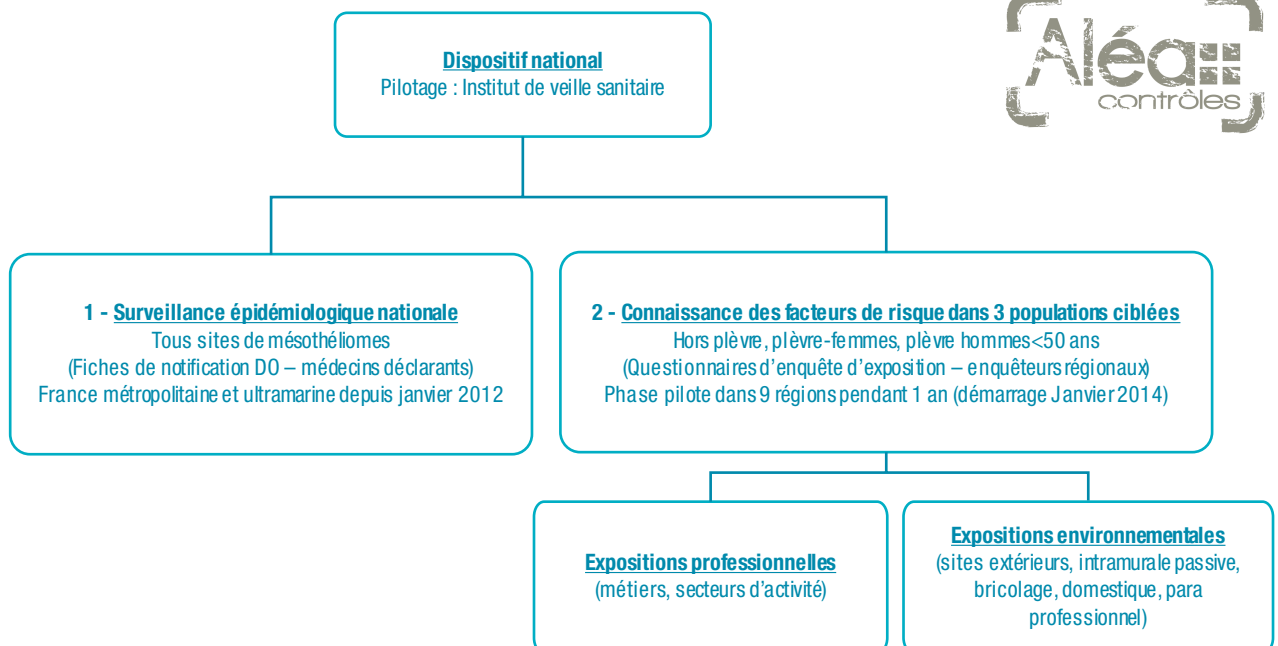 Aléa
contrôles
Dispositif national
Pilotage : Institut de veille sanitaire
1 - Surveillance épidémiologique nationale
Tous sites de mésothéliomes
(Fiches de notification DO – médecins déclarants)
France métropolitaine et ultramarine depuis janvier 2012
2 - Connaissance des facteurs de risque dans 3 populations ciblées
Hors plèvre, plèvre-femmes, plèvre hommes<50 ans
(Questionnaires d’enquête d’exposition – enquêteurs régionaux)
Phase pilote dans 9 régions pendant 1 an (démarrage Janvier 2014)
Expositions professionnelles
(métiers, secteurs d’activité)
Expositions environnementales
(sites extérieurs, intramurale passive,
bricolage, domestique, para
professionnel)